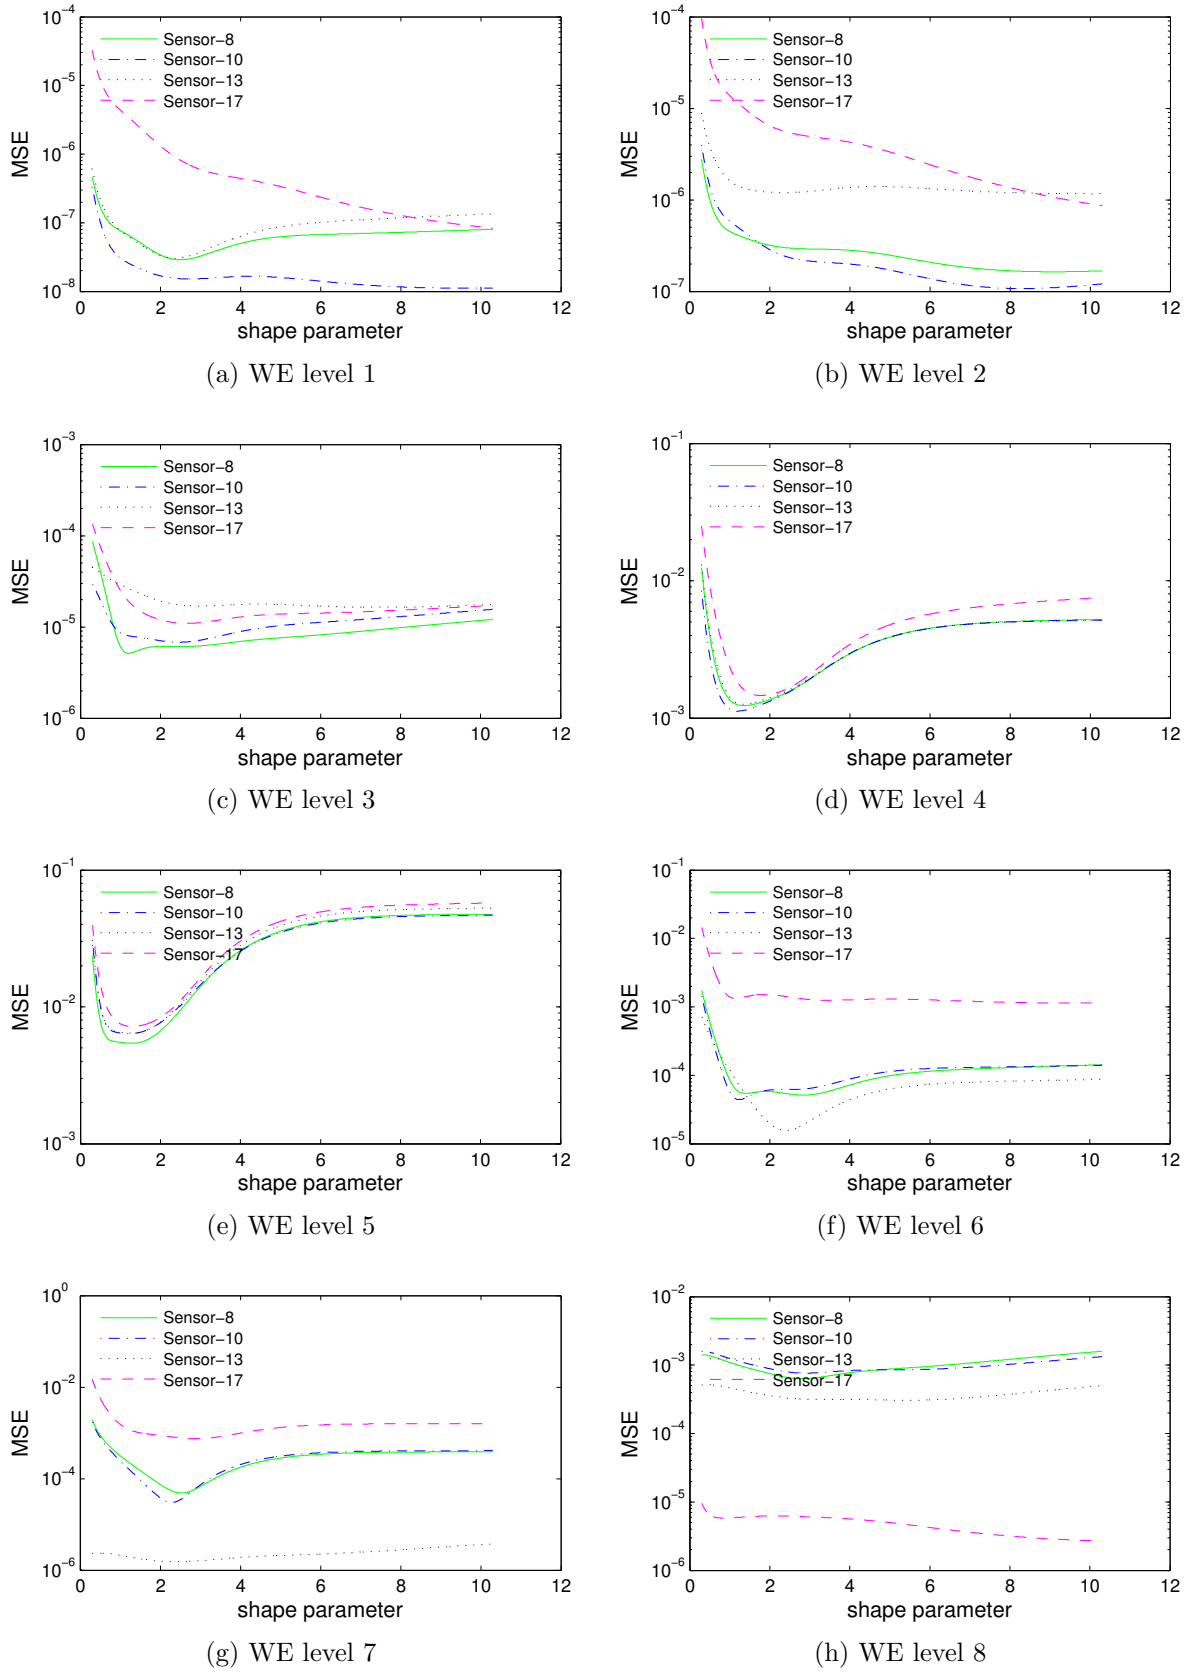 10^-4
10^-5
10^-6
10^-7
10^-8
MSE
Sensor−8
Sensor−10
Sensor−13
Sensor−17
0 2 4 6 8 10 12
shape parameter
(a) WE level 1
10^-4
10^-5
10^-6
10^-7
MSE
Sensor−8
Sensor−10
Sensor−13
Sensor−17
0 2 4 6 8 10 12
shape parameter
(b) WE level 2
10^-3
10^-4
10^-5
10^-6
MSE
Sensor−8
Sensor−10
Sensor−13
Sensor−17
0 2 4 6 8 10 12
shape parameter
(c) WE level 3
10^-1
10^-2
10^-3
MSE
Sensor−8
Sensor−10
Sensor−13
Sensor−17
0 2 4 6 8 10 12
shape parameter
(d) WE level 4
10^-1
10^-2
10^-3
MSE
Sensor−8
Sensor−10
Sensor−13
Sensor−17
0 2 4 6 8 10 12
shape parameter
(e) WE level 5
10^-1
10^-2
10^-3
10^-4
10^-5
MSE
Sensor−8
Sensor−10
Sensor−13
Sensor−17
0 2 4 6 8 10 12
shape parameter
(f) WE level 6
10^0
10^-2
10^-4
10^-6
MSE
Sensor−8
Sensor−10
Sensor−13
Sensor−17
0 2 4 6 8 10 12
shape parameter
(g) WE level 7
10^-2
10^-3
10^-4
10^-5
10^-6
MSE
Sensor−8
Sensor−10
Sensor−13
Sensor−17
0 2 4 6 8 10 12
shape parameter
(h) WE level 8